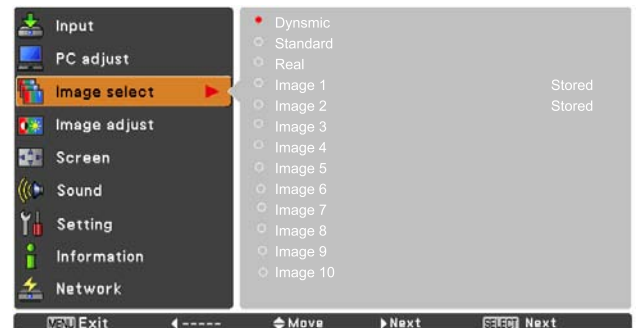 Input
PC adjust
Image select
Image adjust
Screen
Sound
Setting
Information
Network
Dynsmic
Standard
Real
Image 1 Stored
Image 2 Stored
Image 3
Image 4
Image 5
Image 6
Image 7
Image 8
Image 9
Image 10
MENU Exit ----- Move Next SELECT Next